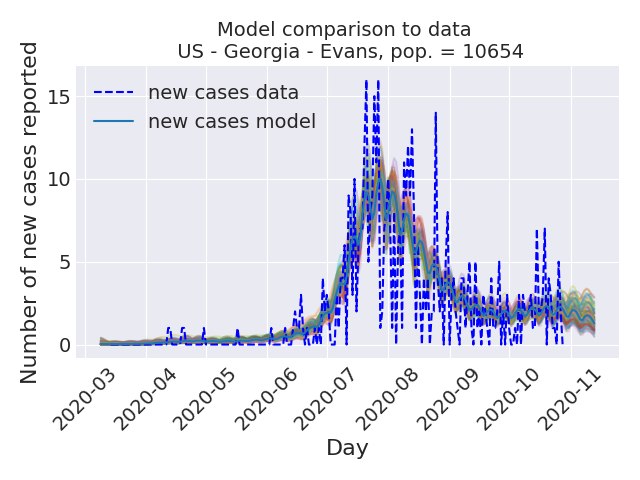 Model comparison to data
US - Georgia - Evans, pop. = 10654
Number of new cases reported
new cases data
new cases model
15
10
5
0
2020-03
2020-04
2020-05
2020-06
2020-07
2020-08
2020-09
2020-10
2020-11
Day